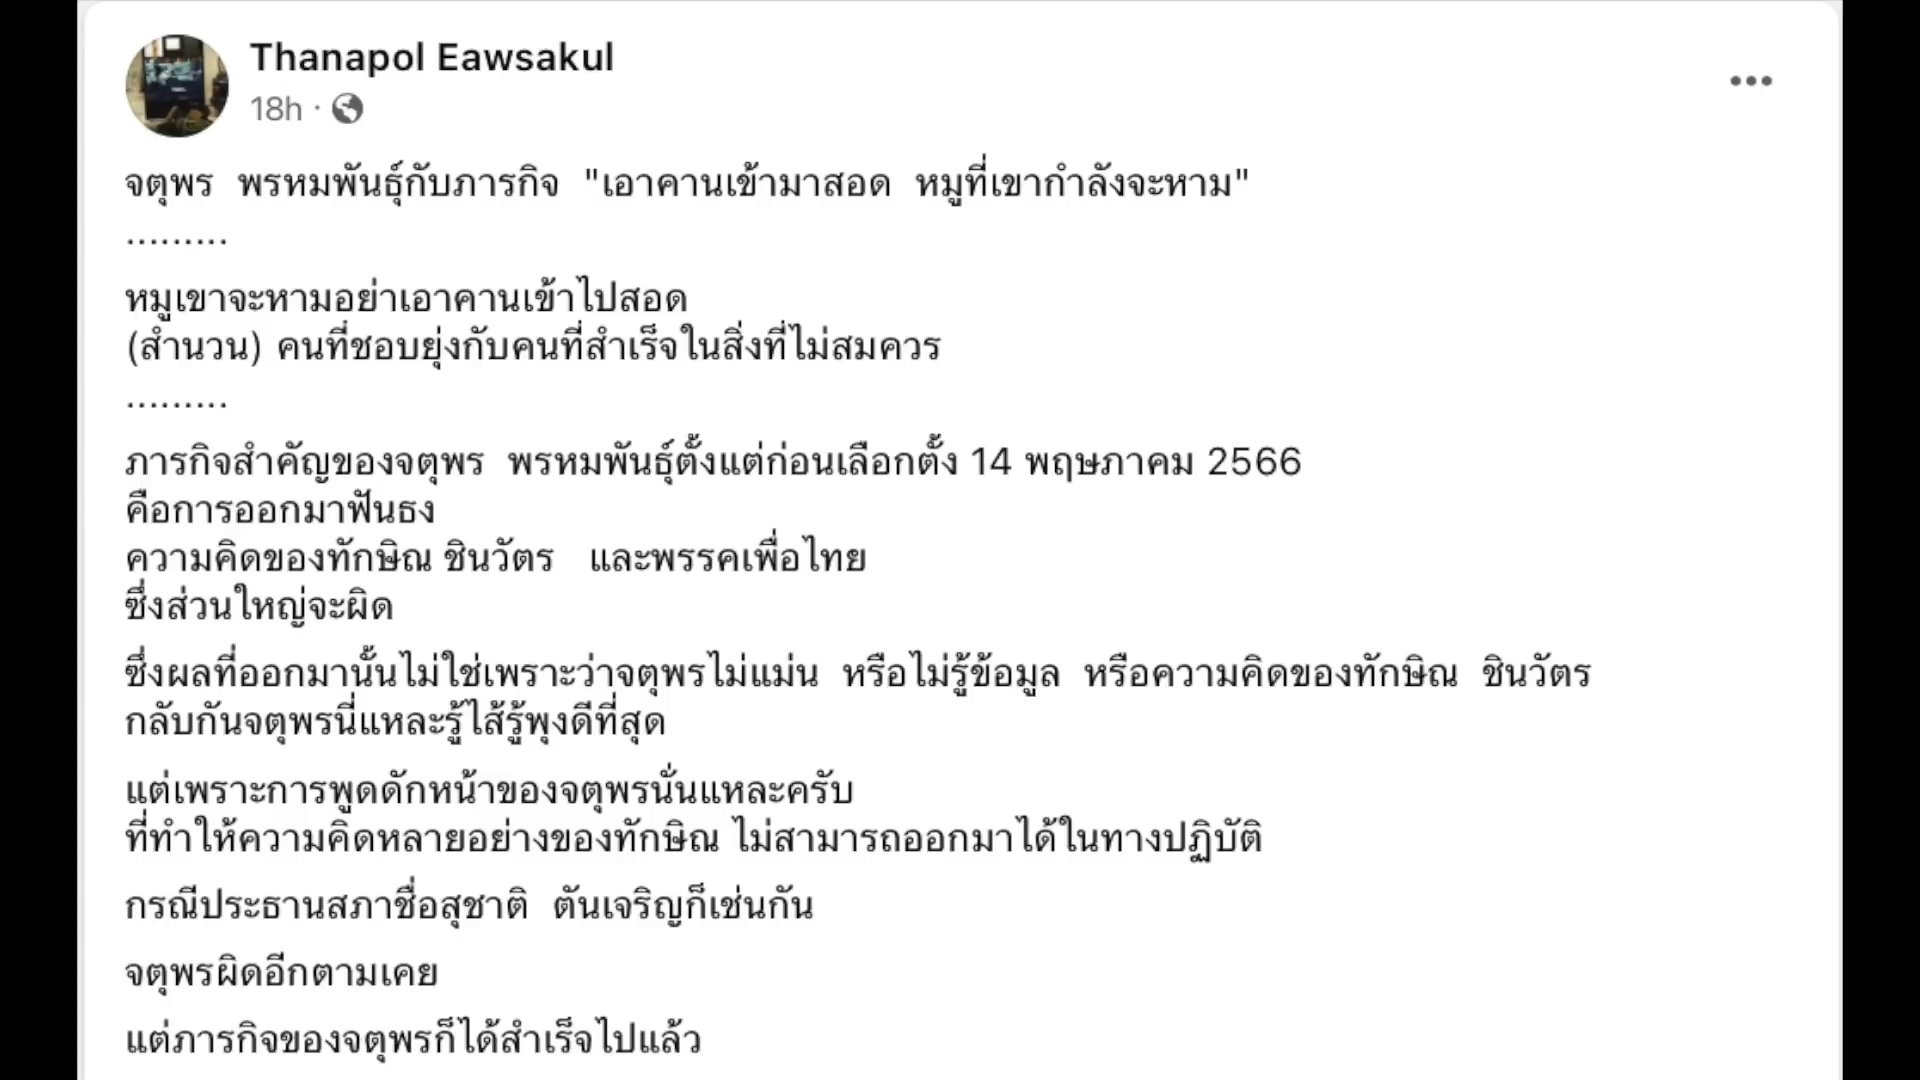 Thanapol Eawsakul
18h ·
จตุพร พรหมพันธุ์กับภารกิจ "เอาคานเข้ามาสอด หมูที่เขากำลังจะหาม"
.........
หมูเขาจะหามอย่าเอาคานเข้าไปสอด
(สำนวน) คนที่ชอบยุ่งกับคนที่สำเร็จในสิ่งที่ไม่สมควร
.........
ภารกิจสำคัญของจตุพร พรหมพันธุ์ตั้งแต่ก่อนเลือกตั้ง 14 พฤษภาคม 2566
คือการออกมาฟันธง
ความคิดของทักษิณ ชินวัตร และพรรคเพื่อไทย
ซึ่งส่วนใหญ่จะผิด
ซึ่งผลที่ออกมานั้นไม่ใช่เพราะว่าจตุพรไม่แม่น หรือไม่รู้ข้อมูล หรือความคิดของทักษิณ ชินวัตร
กลับกันจตุพรนี่แหละรู้ไส้รู้พุงดีที่สุด
แต่เพราะการพูดดักหน้าของจตุพรนั่นแหละครับ
ที่ทำให้ความคิดหลายอย่างของทักษิณ ไม่สามารถออกมาได้ในทางปฏิบัติ
กรณีประธานสภาชื่อสุชาติ ตันเจริญก็เช่นกัน
จตุพรผิดอีกตามเคย
แต่ภารกิจของจตุพรก็ได้สำเร็จไปแล้ว